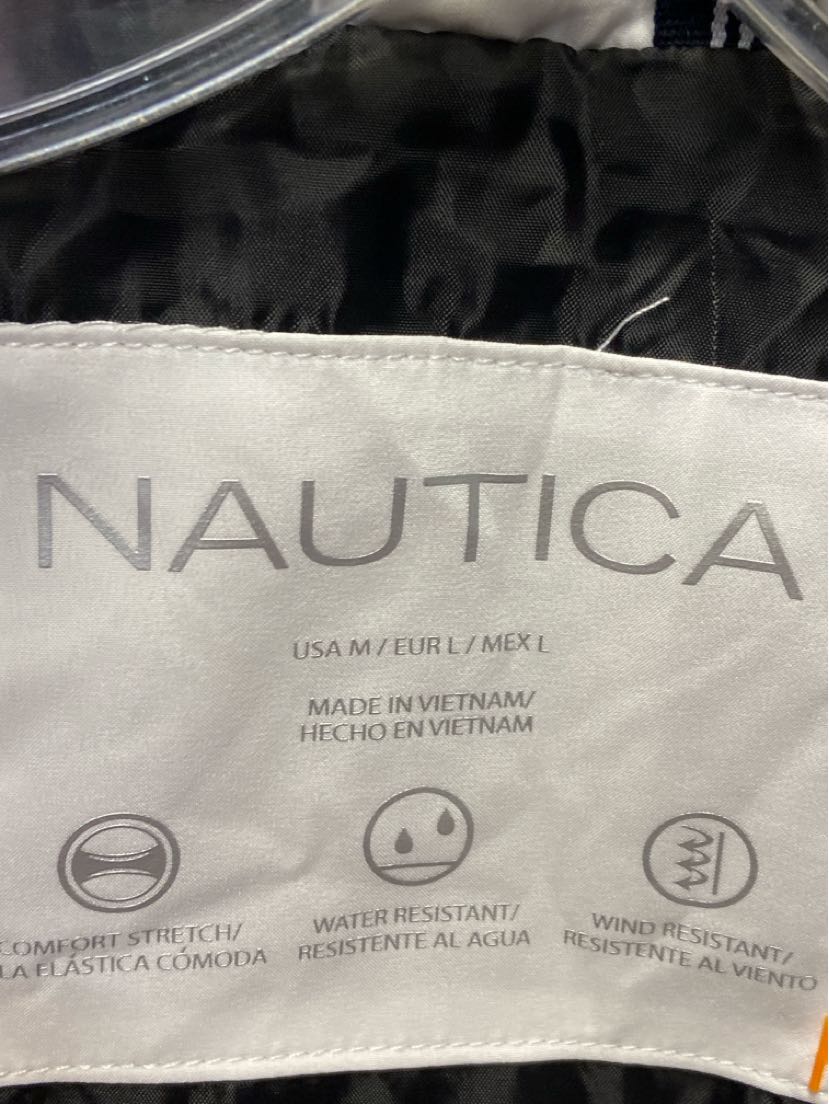 NAUTICA
USA M / EUR L / MEX L
MADE IN VIETNAM/
HECHO EN VIETNAM
COMFORT STRETCH/
LA ELÁSTICA CÓMODA
WATER RESISTANT/
RESISTENTE AL AGUA
WIND RESISTANT/
RESISTENTE AL VIENTO